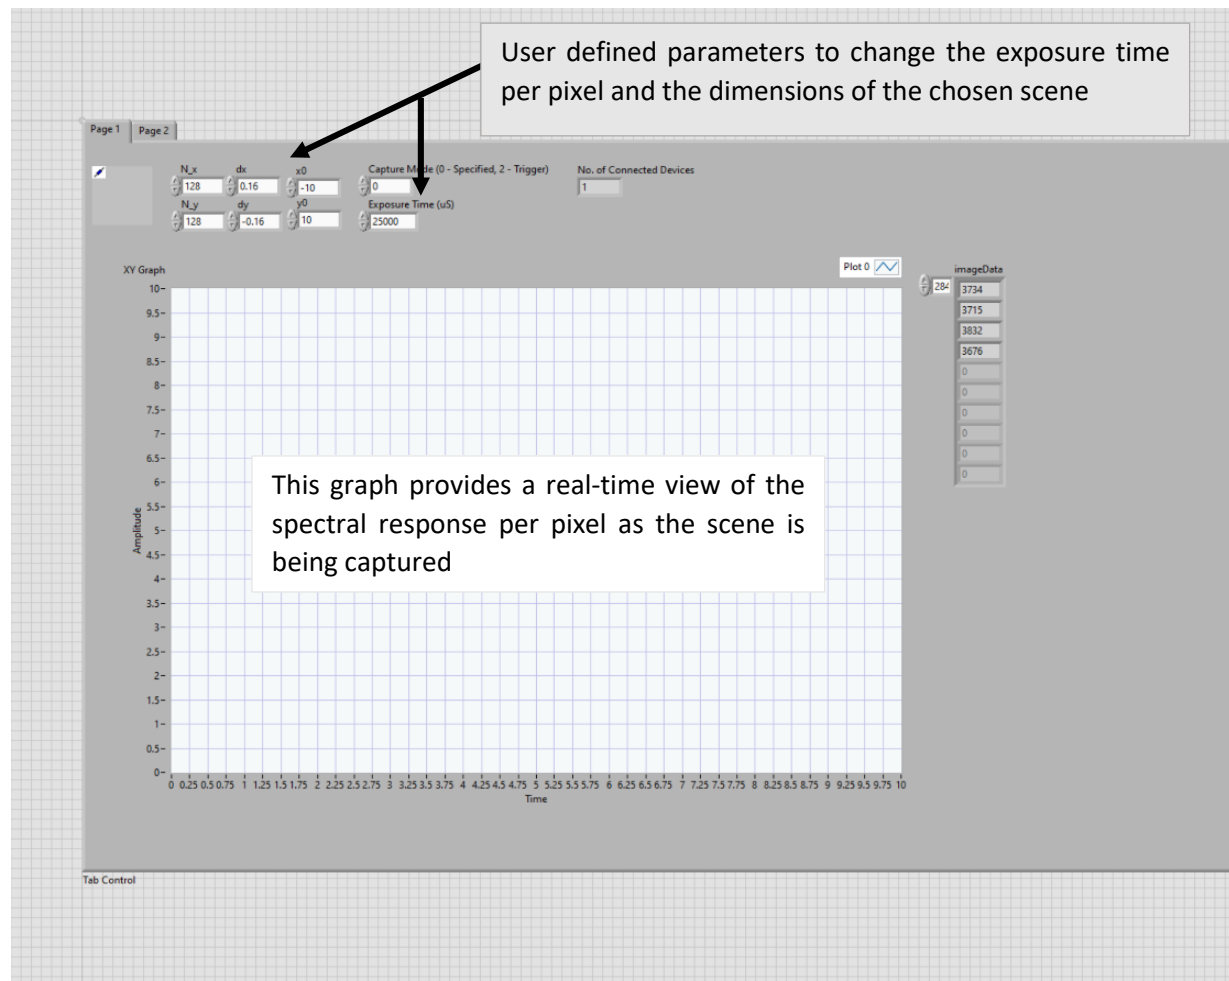 User defined parameters to change the exposure time
per pixel and the dimensions of the chosen scene
Page 1 Page 2
N_x dx x0 Capture Mode (0 - Specified, 2 - Trigger) No. of Connected Devices
128 0.16 -10 0 1
N_y dy y0 Exposure Time (uS)
128 -0.16 10 25000
XY Graph Plot 0 imageData
284 3734
3715
3832
3676
0
0
0
0
0
0
10
9.5
9
8.5
8
7.5
7
6.5
6
5.5
5
4.5
4
3.5
3
2.5
2
1.5
1
0.5
0
Amplitude
This graph provides a real-time view of the
spectral response per pixel as the scene is
being captured
0 0.25 0.5 0.75 1 1.25 1.5 1.75 2 2.25 2.5 2.75 3 3.25 3.5 3.75 4 4.25 4.5 4.75 5 5.25 5.5 5.75 6 6.25 6.5 6.75 7 7.25 7.5 7.75 8 8.25 8.5 8.75 9 9.25 9.5 9.75 10
Time
Tab Control